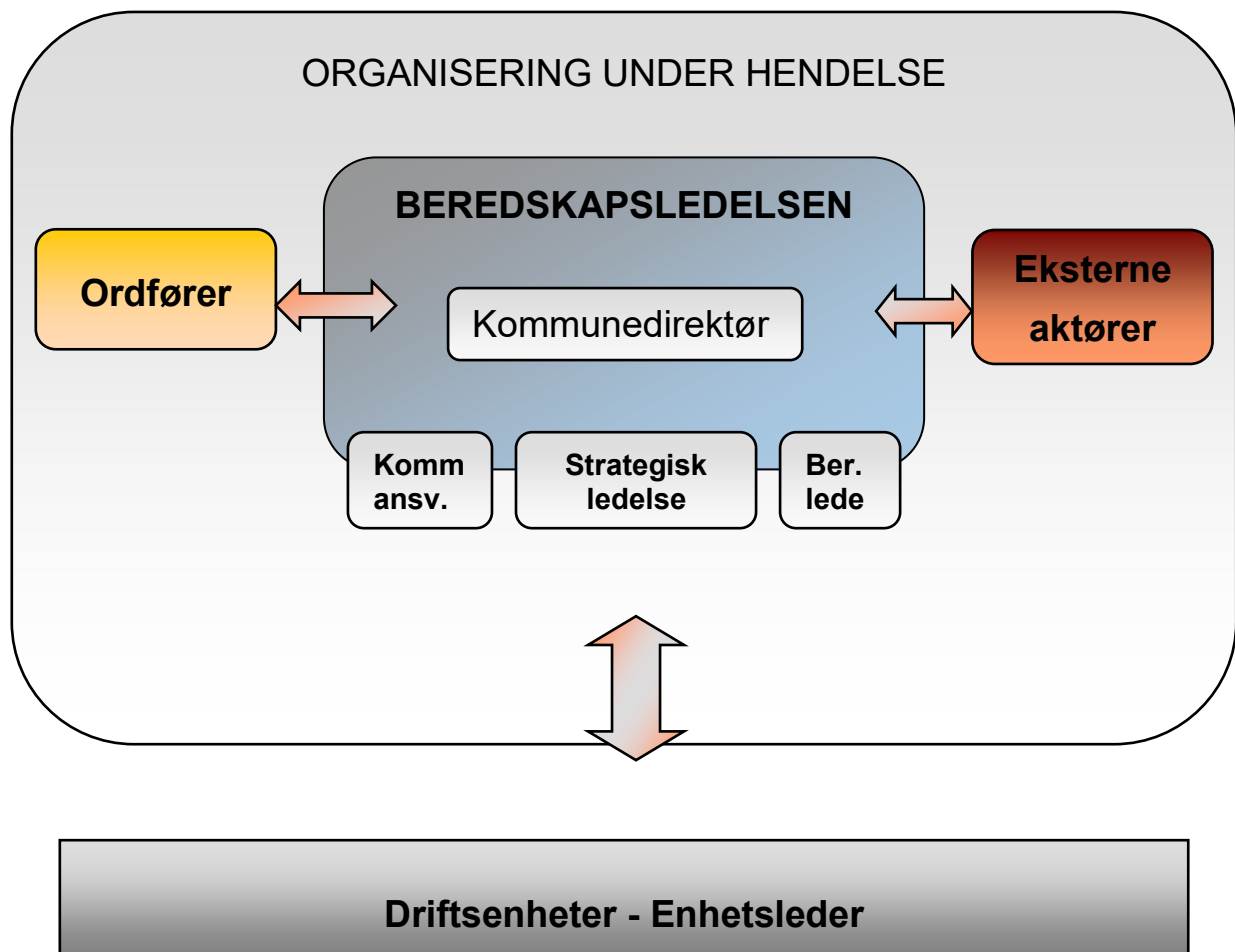 ORGANISERING UNDER HENDELSE
BEREDSKAPSLEDELSEN
Ordfører
Kommunedirektør
Eksterne
aktører
Komm
ansv.
Strategisk
ledelse
Ber.
lede
Driftsenheter - Enhetsleder